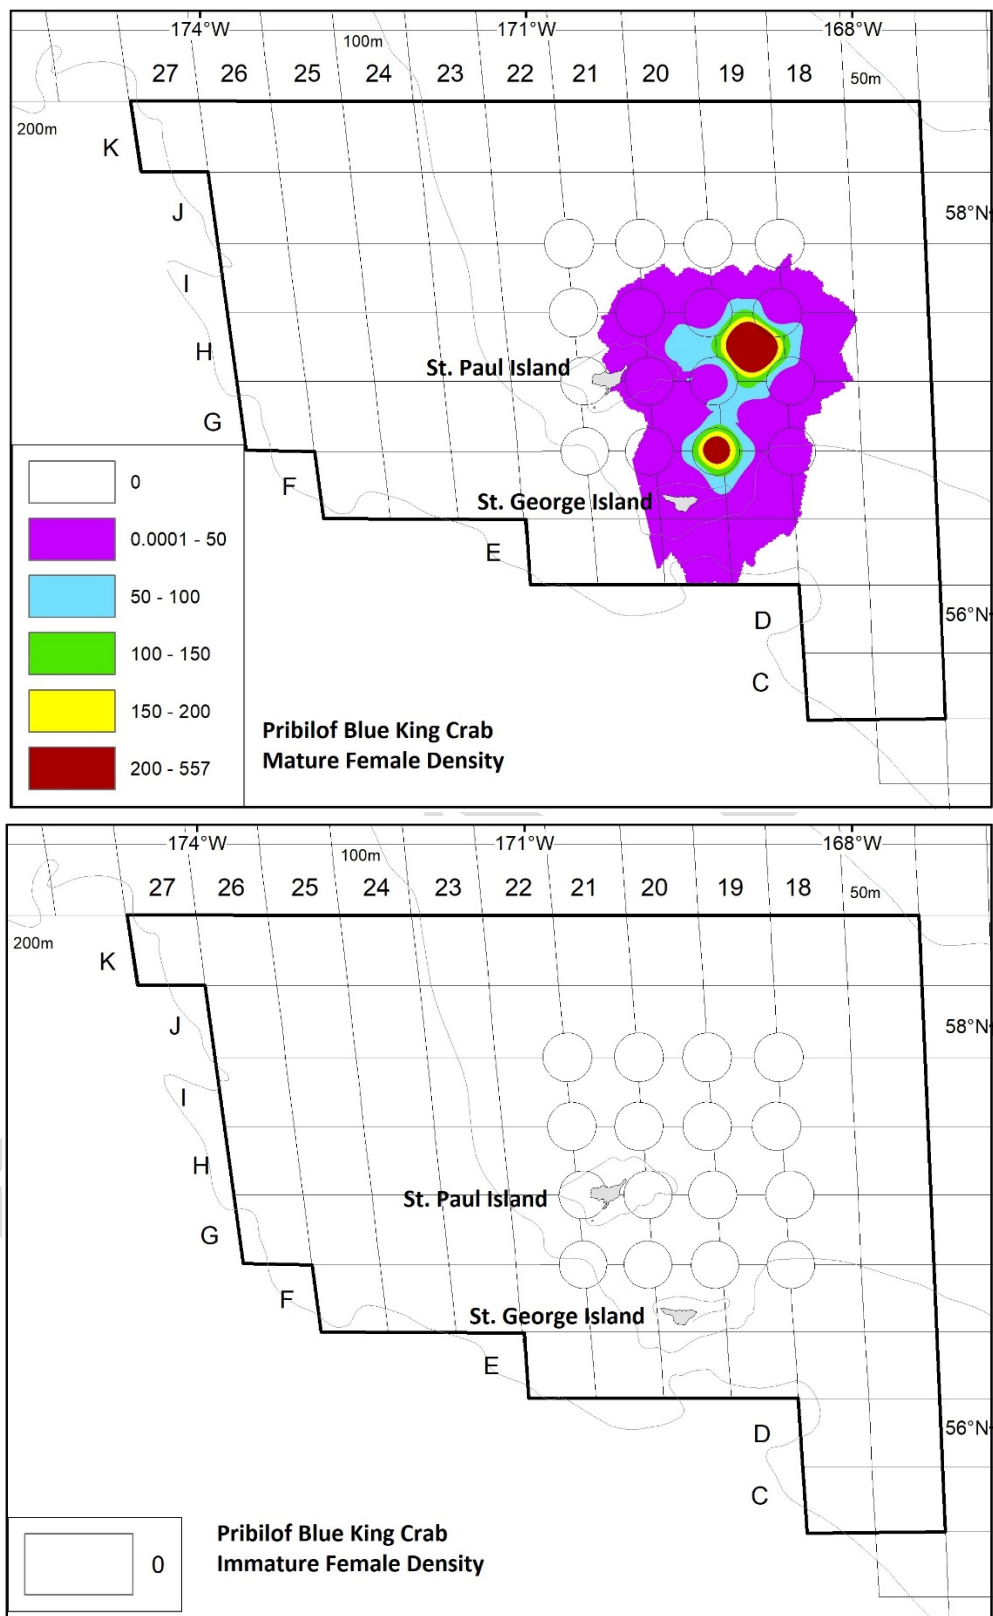 174°W 171°W 168°W
100m
27 26 25 24 23 22 21 20 19 18 50m
200m
K
J
58°N
I
H
St. Paul Island
G
F
St. George Island
E
D
56°N
C
0
0.0001 - 50
50 - 100
100 - 150
150 - 200
200 - 557
Pribilof Blue King Crab
Mature Female Density
174°W 171°W 168°W
100m
27 26 25 24 23 22 21 20 19 18 50m
200m
K
J
58°N
I
H
St. Paul Island
G
F
St. George Island
E
D
56°N
C
0
Pribilof Blue King Crab
Immature Female Density